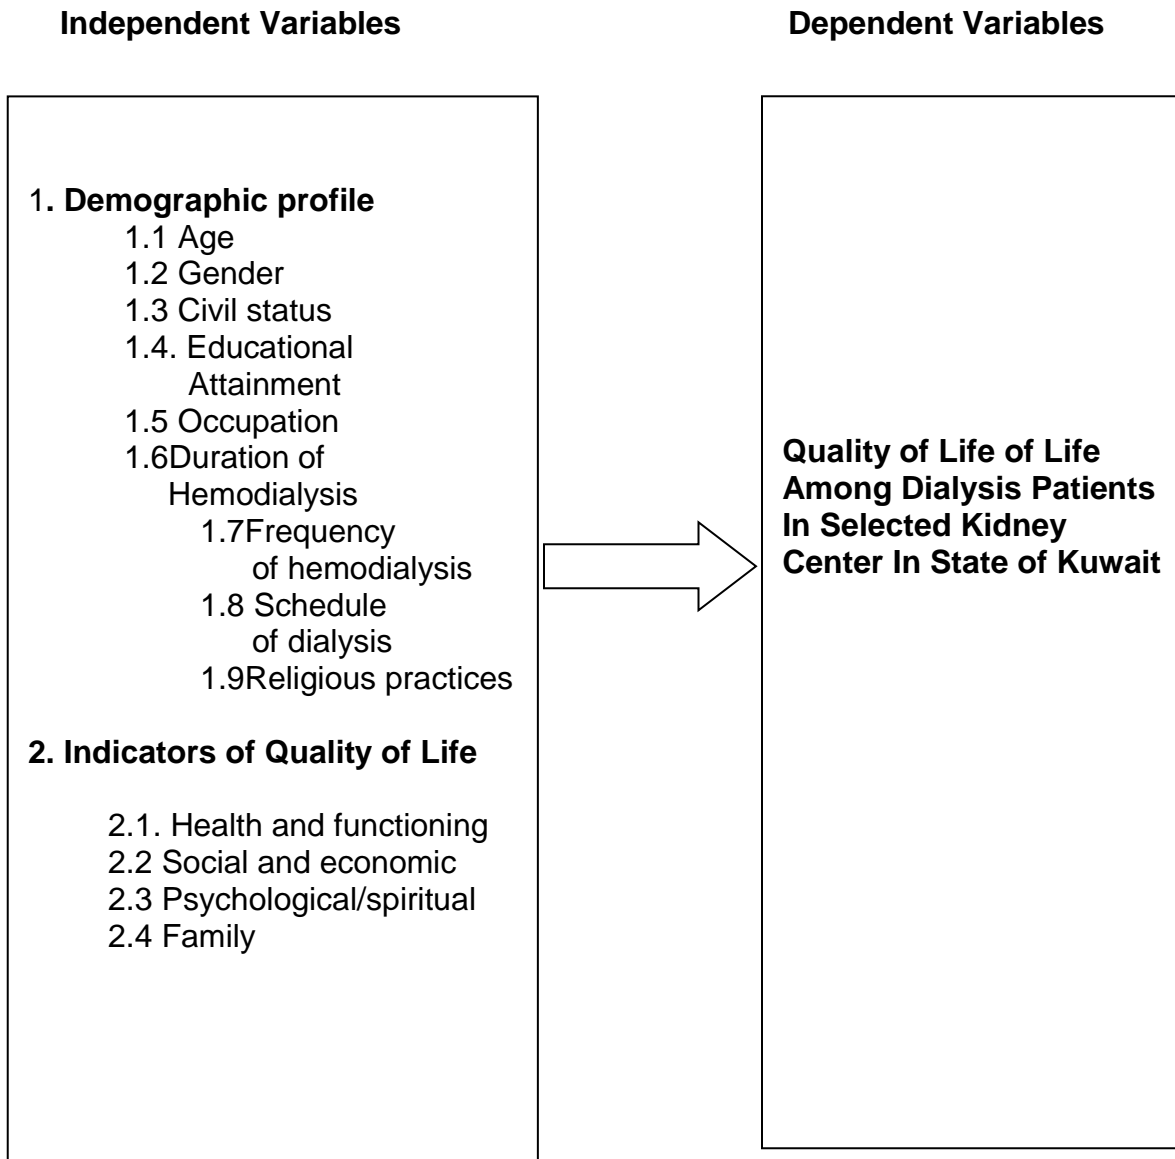 Independent Variables
Dependent Variables
1. Demographic profile
1.1 Age
1.2 Gender
1.3 Civil status
1.4. Educational
Attainment
1.5 Occupation
1.6Duration of
Hemodialysis
1.7Frequency
of hemodialysis
1.8 Schedule
of dialysis
1.9Religious practices
2. Indicators of Quality of Life
2.1. Health and functioning
2.2 Social and economic
2.3 Psychological/spiritual
2.4 Family
Quality of Life of Life
Among Dialysis Patients
In Selected Kidney
Center In State of Kuwait